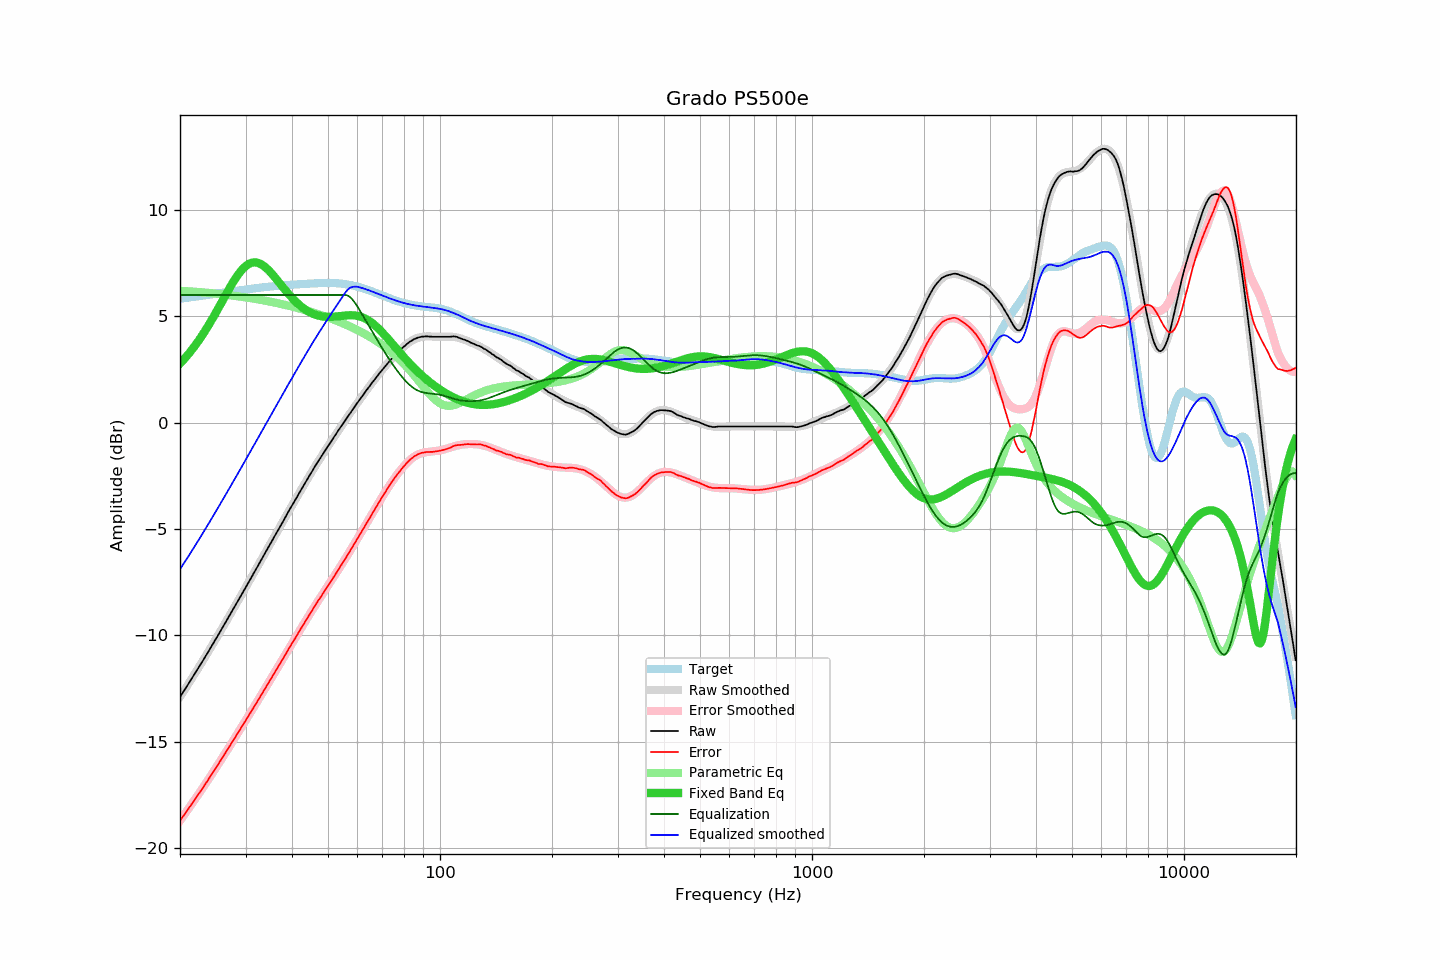 Grado PS500e
10
5
0
−5
−10
−15
−20
Amplitude (dBr)
Target
Raw Smoothed
Error Smoothed
Raw
Error
Parametric Eq
Fixed Band Eq
Equalization
Equalized smoothed
100 1000 10000
Frequency (Hz)